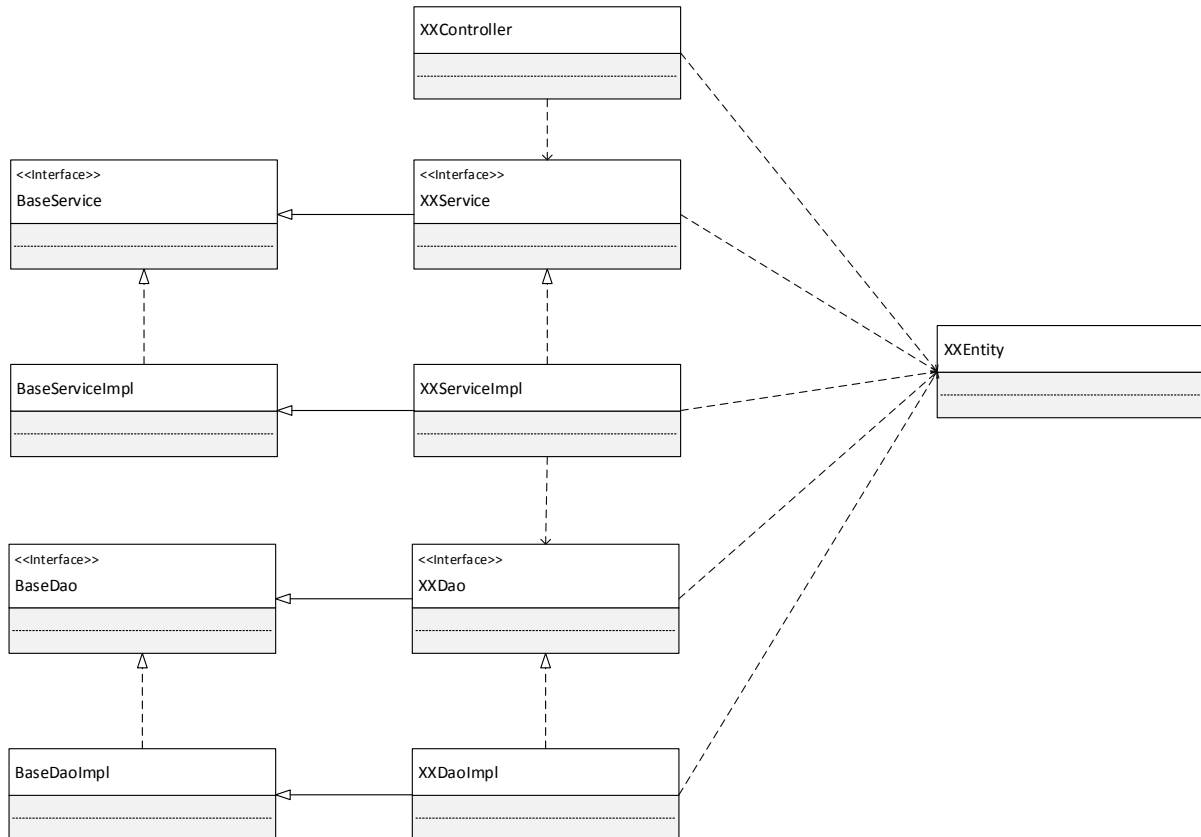 XXController
<<Interface>>
BaseService
<<Interface>>
XXService
XXEntity
BaseServiceImpl
XXServiceImpl
<<Interface>>
BaseDao
<<Interface>>
XXDao
BaseDaoImpl
XXDaoImpl